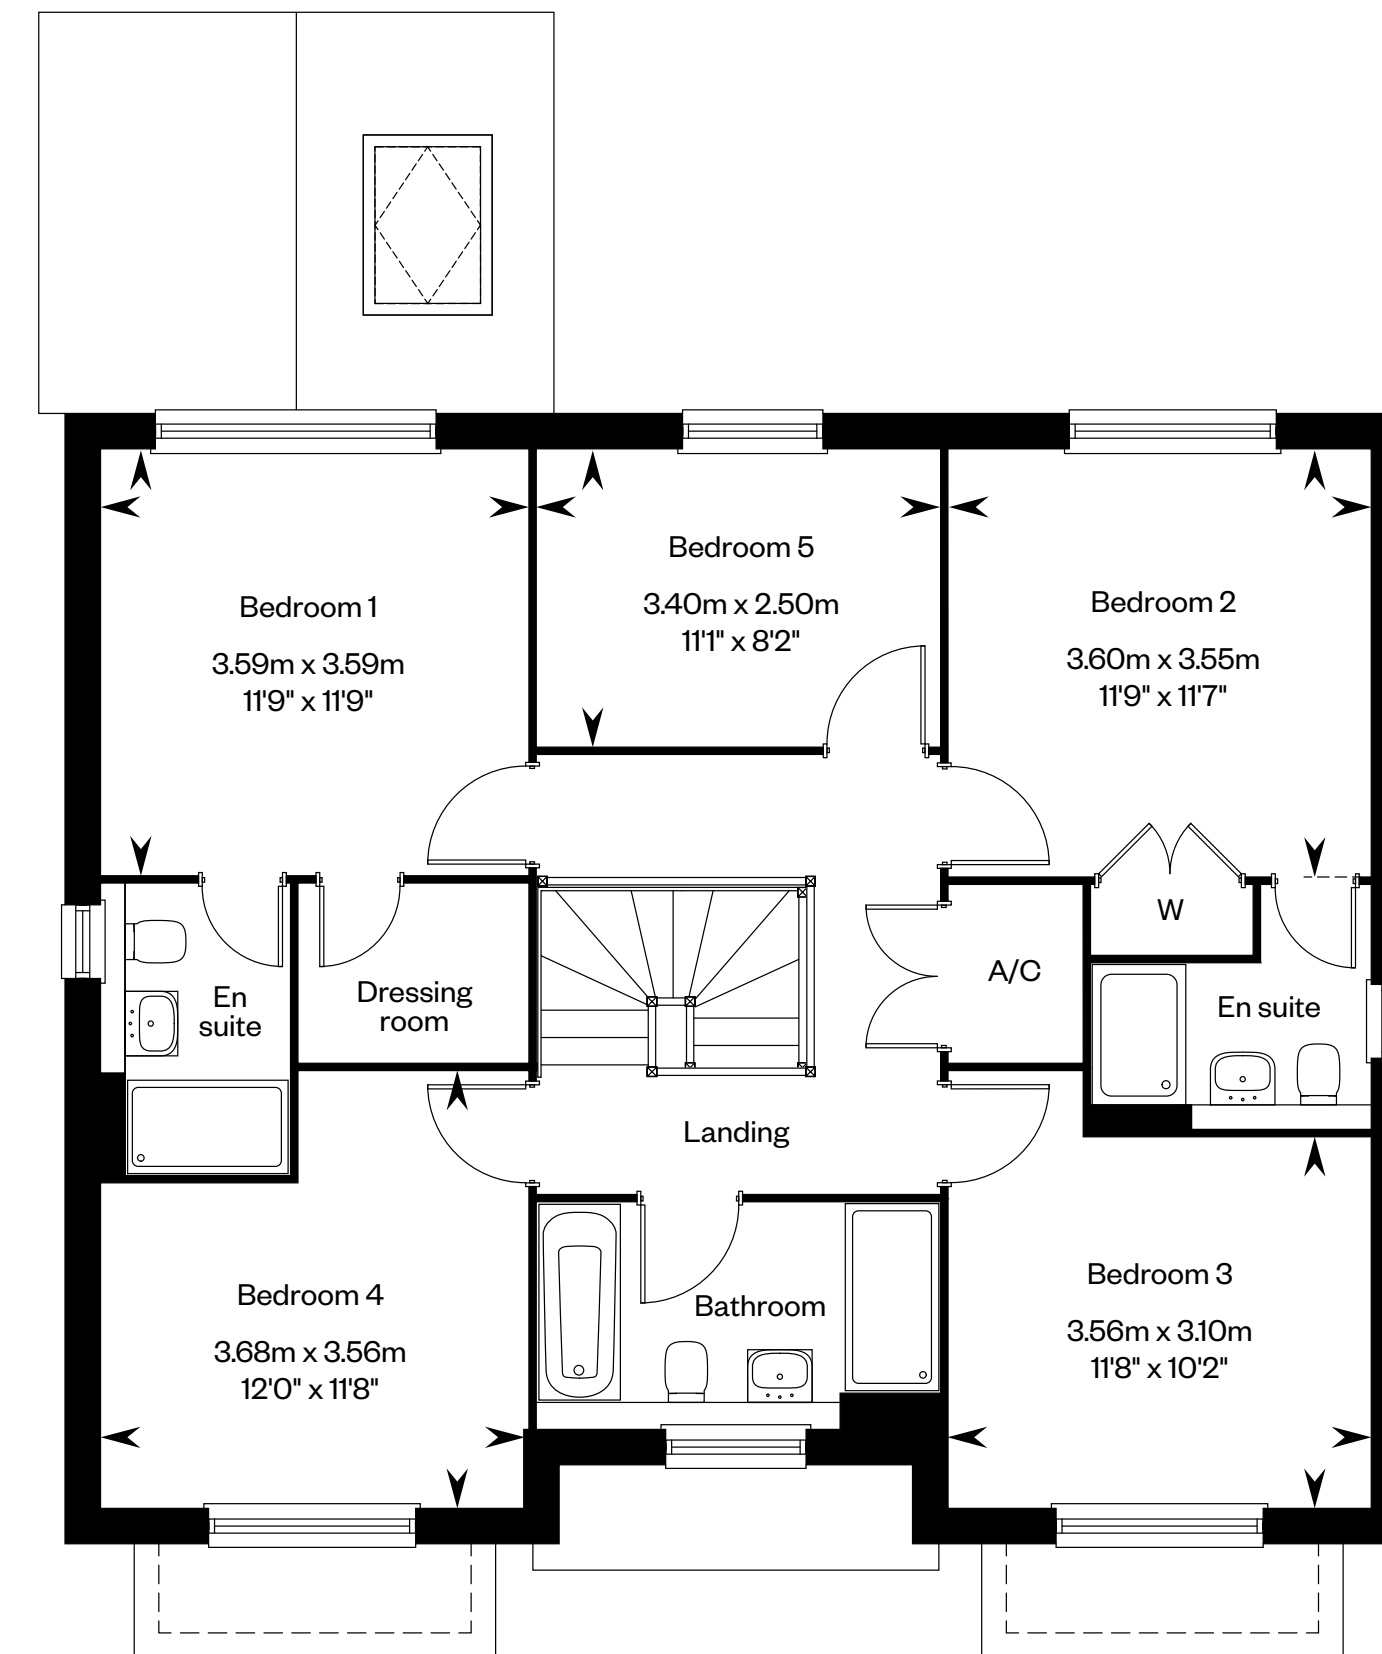 Bedroom 1
3.59m x 3.59m
11'9" x 11'9"
Bedroom 5
3.40m x 2.50m
11'1" x 8'2"
Bedroom 2
3.60m x 3.55m
11'9" x 11'7"
En
suite
Dressing
room
A/C
W
En suite
Landing
Bedroom 4
3.68m x 3.56m
12'0" x 11'8"
Bathroom
Bedroom 3
3.56m x 3.10m
11'8" x 10'2"